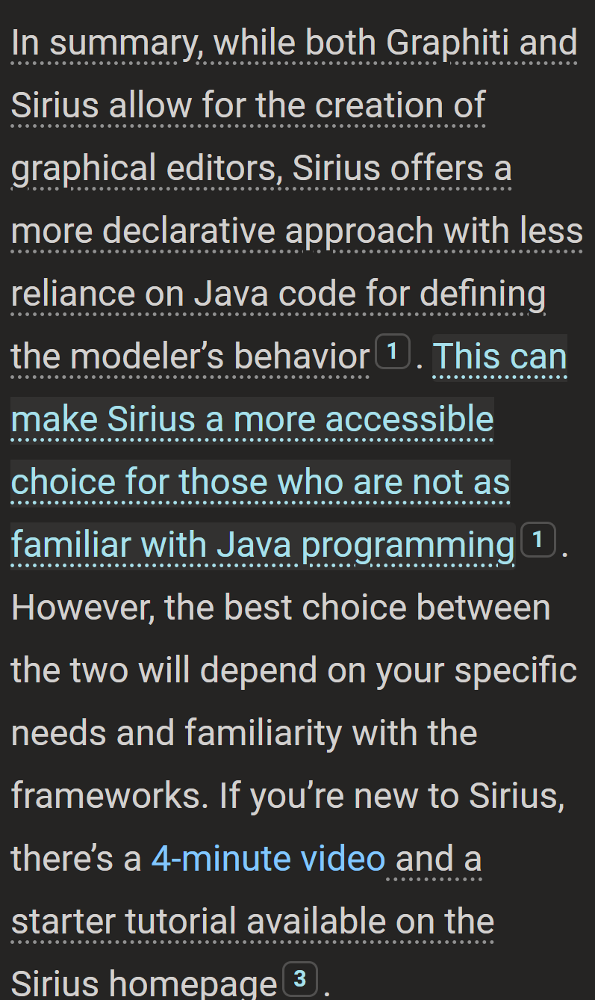 In summary, while both Graphiti and
Sirius allow for the creation of
graphical editors, Sirius offers a
more declarative approach with less
reliance on Java code for defining
the modeler’s behavior 1 . This can
make Sirius a more accessible
choice for those who are not as
familiar with Java programming 1 .
However, the best choice between
the two will depend on your specific
needs and familiarity with the
frameworks. If you’re new to Sirius,
there’s a 4-minute video and a
starter tutorial available on the
Sirius homepage 3 .